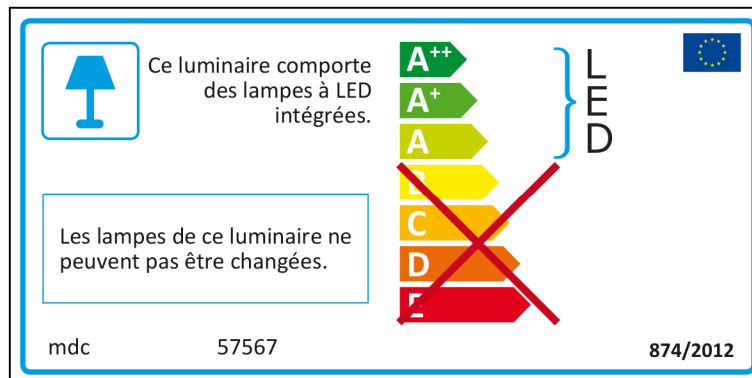 Ce luminaire comporte
des lampes à LED
intégrées.
A++
A+
A
B
C
D
E
L
E
D
Les lampes de ce luminaire ne
peuvent pas être changées.
mdc 57567 874/2012